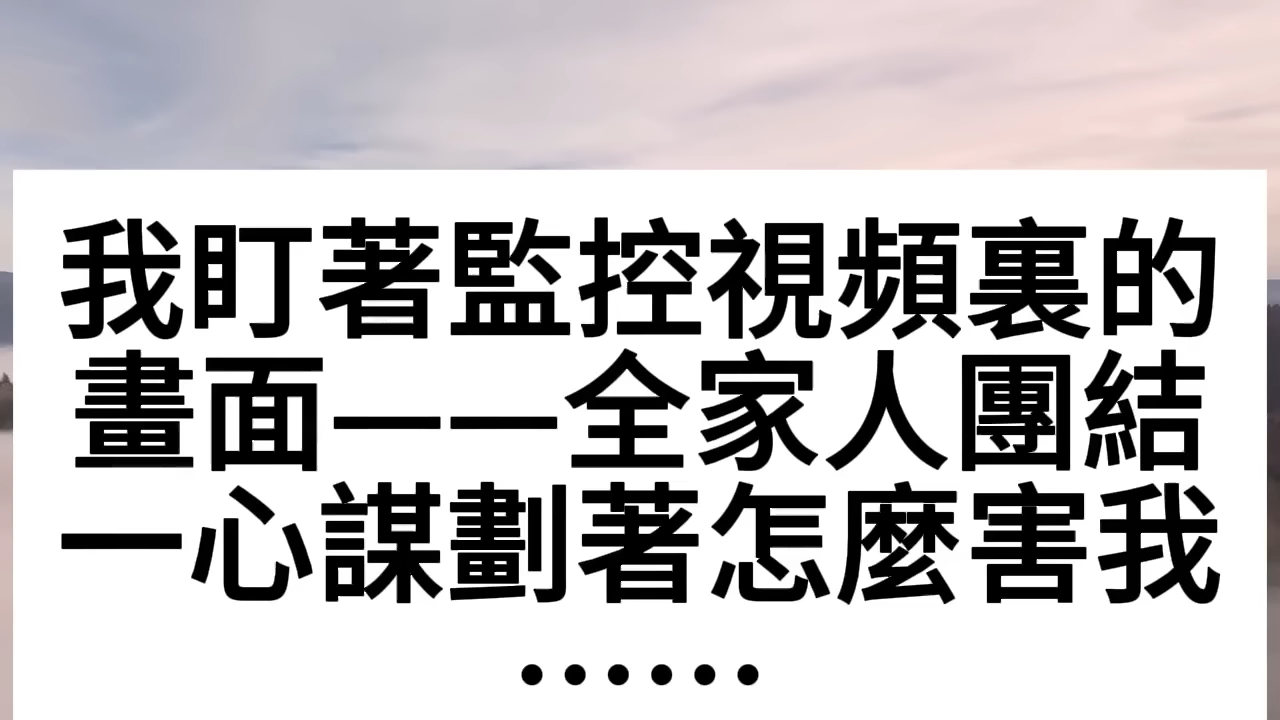 我盯著監控視頻裏的
畫面——全家人團結
一心謀劃著怎麽害我
……